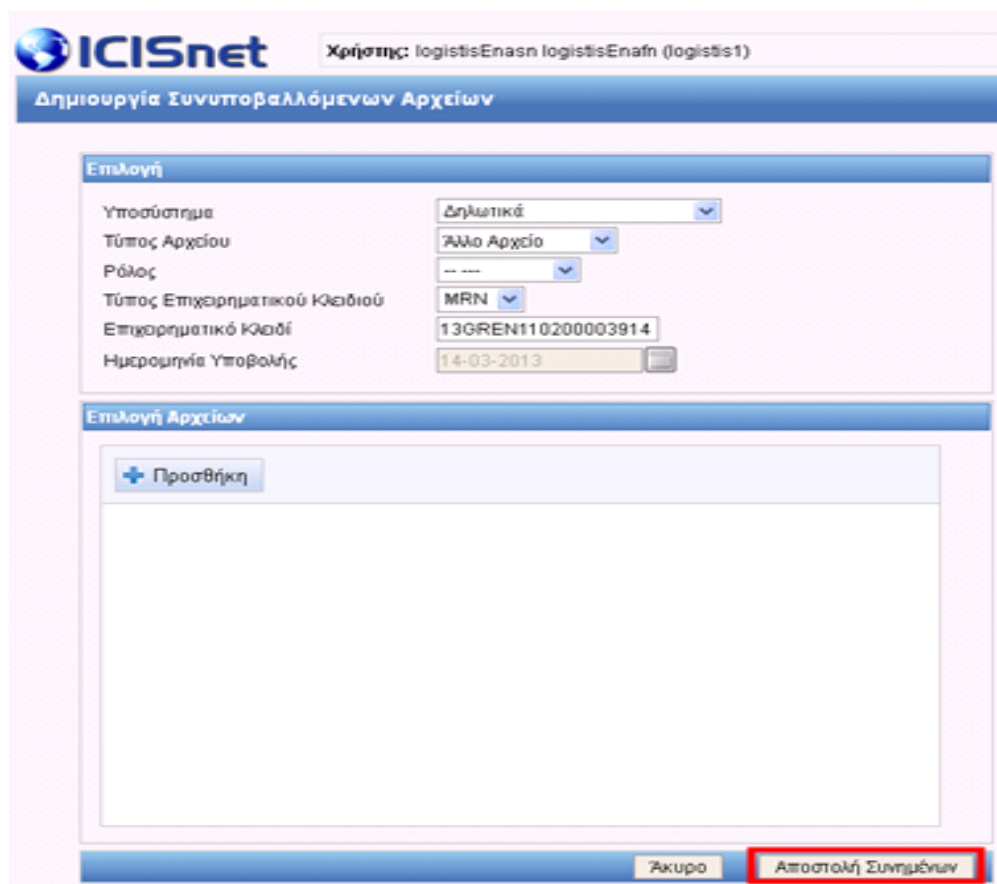 ICISnet
Χρήστης: logistisEnasn logistisEnafn (logistis1)
Δημιουργία Συνυποβαλλόμενων Αρχείων
Επιλογή
Υποσύστημα Δηλωτικά
Τύπος Αρχείου Άλλο Αρχείο
Ρόλος -- ---
Τύπος Επιχειρηματικού Κλειδιού MRN
Επιχειρηματικό Κλειδί 13GREN110200003914
Ημερομηνία Υποβολής 14-03-2013
Επιλογή Αρχείων
Προσθήκη
Άκυρο Αποστολή Συνημένων